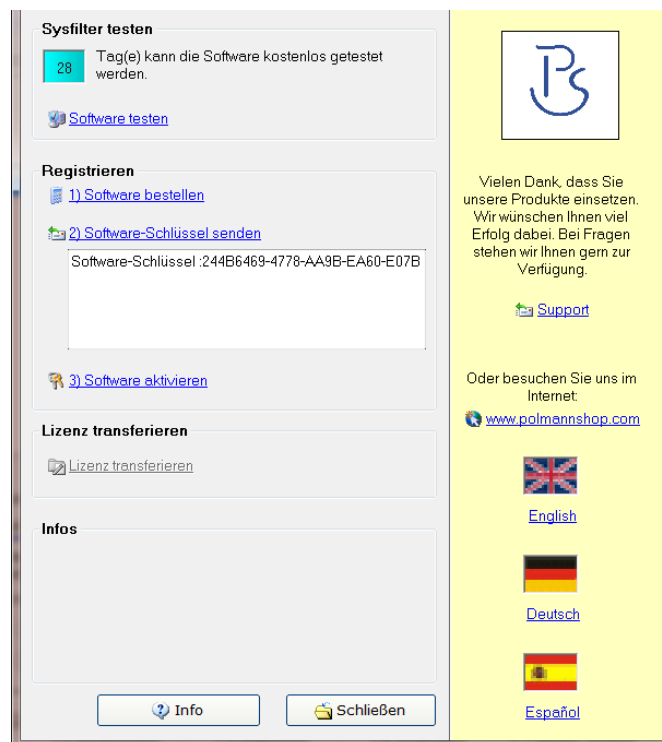 Sysfilter testen
28
Tag(e) kann die Software kostenlos getestet
werden.
Software testen
Registrieren
1) Software bestellen
2) Software-Schlüssel senden
Software-Schlüssel :244B6469-4778-AA9B-EA60-E07B
3) Software aktivieren
Lizenz transferieren
Lizenz transferieren
Infos
Info
Schließen
PS
Vielen Dank, dass Sie
unsere Produkte einsetzen.
Wir wünschen Ihnen viel
Erfolg dabei. Bei Fragen
stehen wir Ihnen gern zur
Verfügung.
Support
Oder besuchen Sie uns im
Internet:
www.polmannshop.com
English
Deutsch
Español